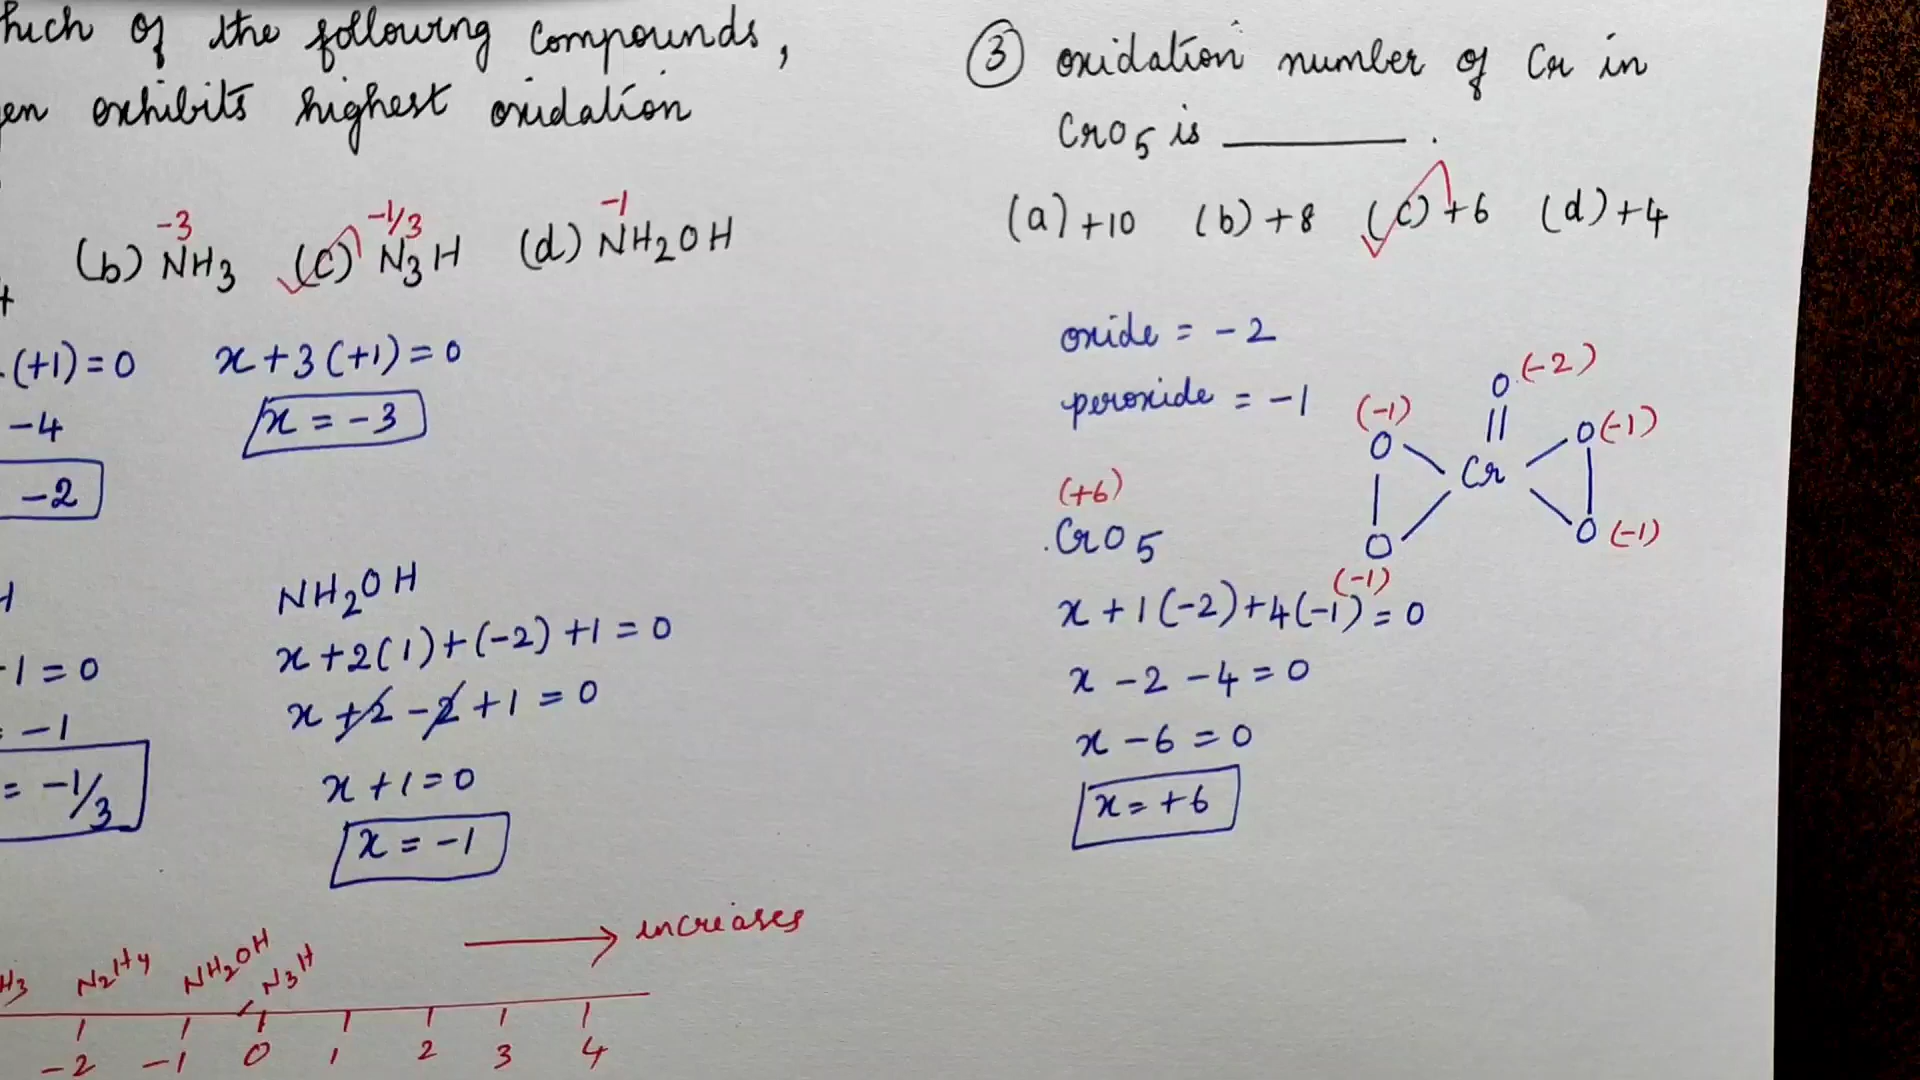 hich of the following compounds,
gen exhibits highest oxidation
-3 -1/3 -1
(b) NH3 (c) N3H (d) NH2OH
(+1) = 0 x + 3(+1) = 0
-4 x = -3
-2
NH2OH
-1 = 0 x + 2(1) + (-2) + 1 = 0
= -1 x + 2 - 2 + 1 = 0
= -1/3 x + 1 = 0
x = -1
increases
H3 N2H4 NH2OH N3H
-2 -1 0 1 2 3 4
③ oxidation number of Cr in
CrO5 is ______ .
(a) +10 (b) +8 (c) +6 (d) +4
oxide = -2
peroxide = -1
O (-2)
(-1) O Cr O (-1)
O (-1) O (-1)
(+6)
CrO5
x + 1(-2) + 4(-1) = 0
x - 2 - 4 = 0
x - 6 = 0
x = +6